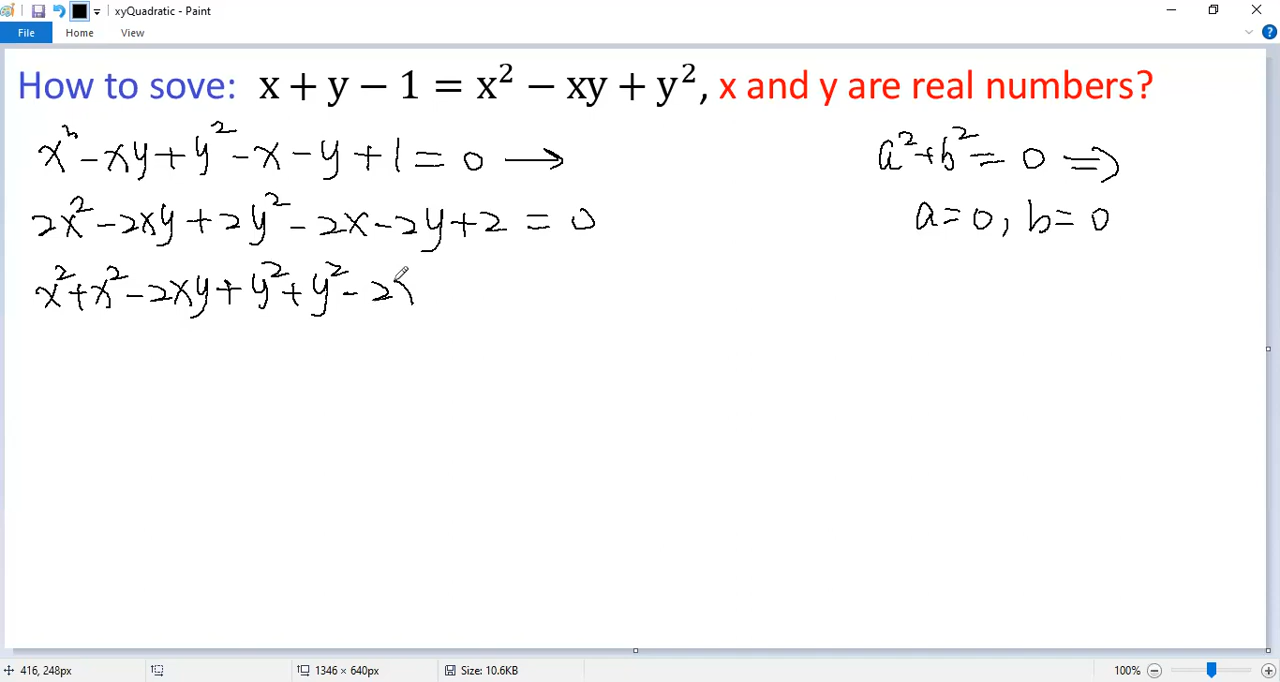 xyQuadratic - Paint
File Home View
How to sove: x + y − 1 = x² − xy + y², x and y are real numbers?
x² - xy + y² - x - y + 1 = 0 →
a² + b² = 0 ⇒
2x² - 2xy + 2y² - 2x - 2y + 2 = 0
a = 0, b = 0
x² + x² - 2xy + y² + y² - 2
416, 248px 1346 × 640px Size: 10.6KB 100%